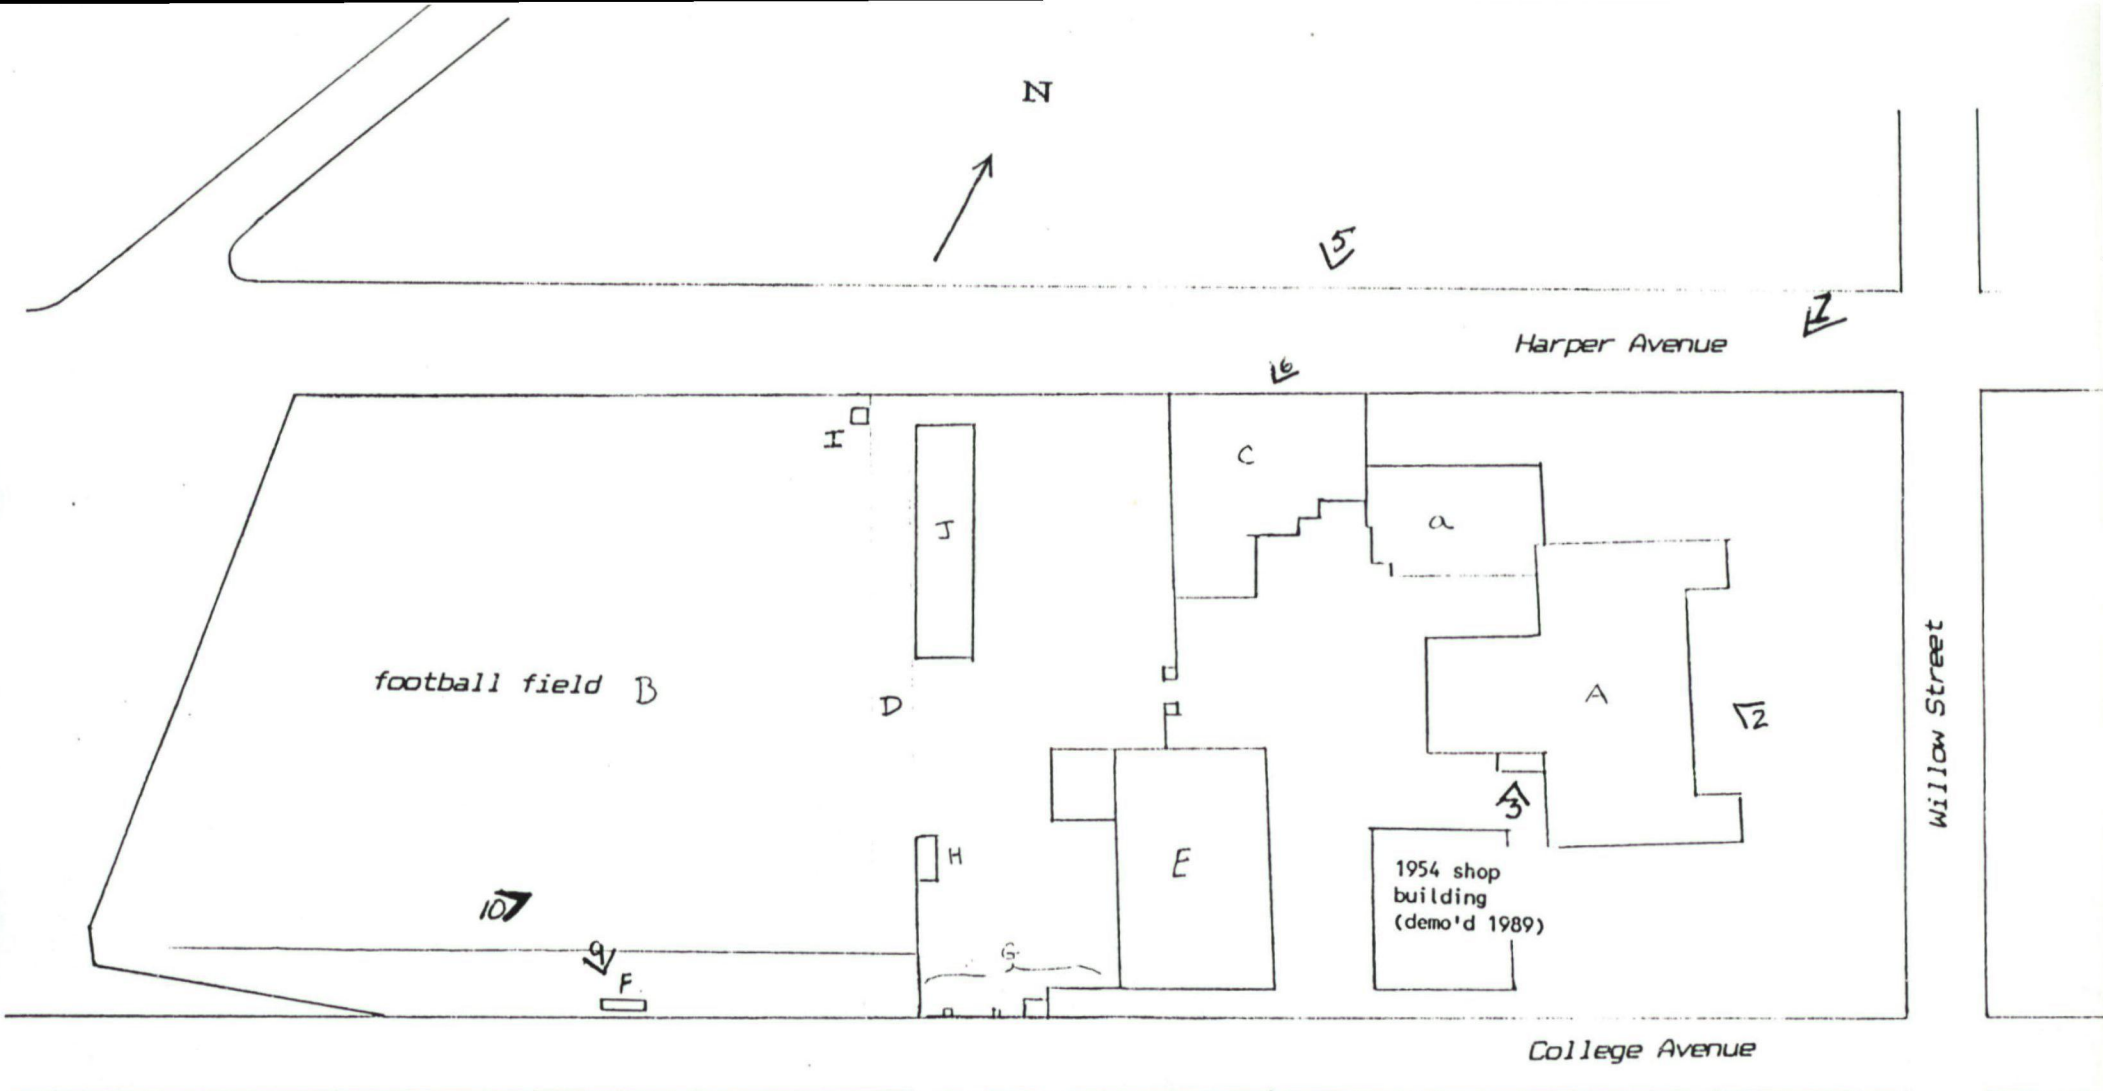 N
5
1
Harper Avenue
6
I
C
J
a
football field B
D
A
2
Willow Street
3
H
E
1954 shop
building
(demo'd 1989)
10
9
G
F
College Avenue